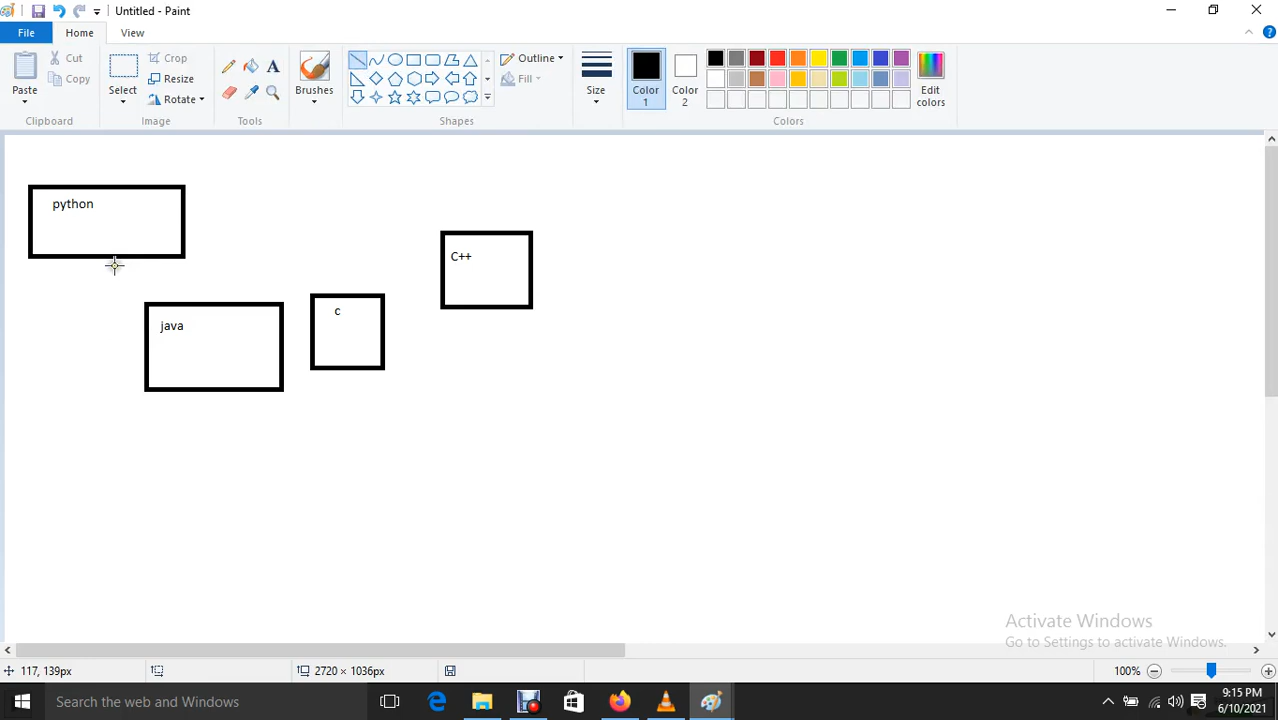 Untitled - Paint
File
Home
View
Paste
Cut
Copy
Clipboard
Select
Crop
Resize
Rotate
Image
A
Tools
Brushes
Outline
Fill
Shapes
Size
Color 1
Color 2
Edit colors
Colors
python
C++
java
c
Activate Windows
Go to Settings to activate Windows.
117, 139px
2720 × 1036px
100%
Search the web and Windows
9:15 PM
6/10/2021